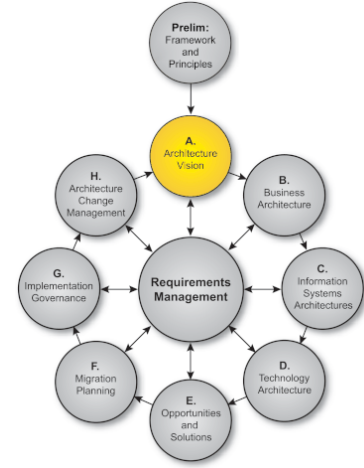 Prelim:
Framework
and
Principles
A.
Architecture
Vision
B.
Business
Architecture
C.
Information
Systems
Architectures
D.
Technology
Architecture
E.
Opportunities
and
Solutions
F.
Migration
Planning
G.
Implementation
Governance
H.
Architecture
Change
Management
Requirements
Management